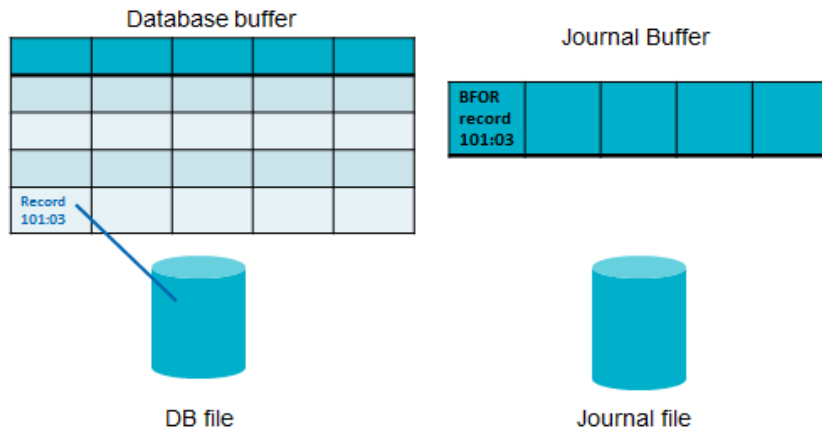 Database buffer
Journal Buffer
BFOR
record
101:03
Record
101:03
DB file
Journal file